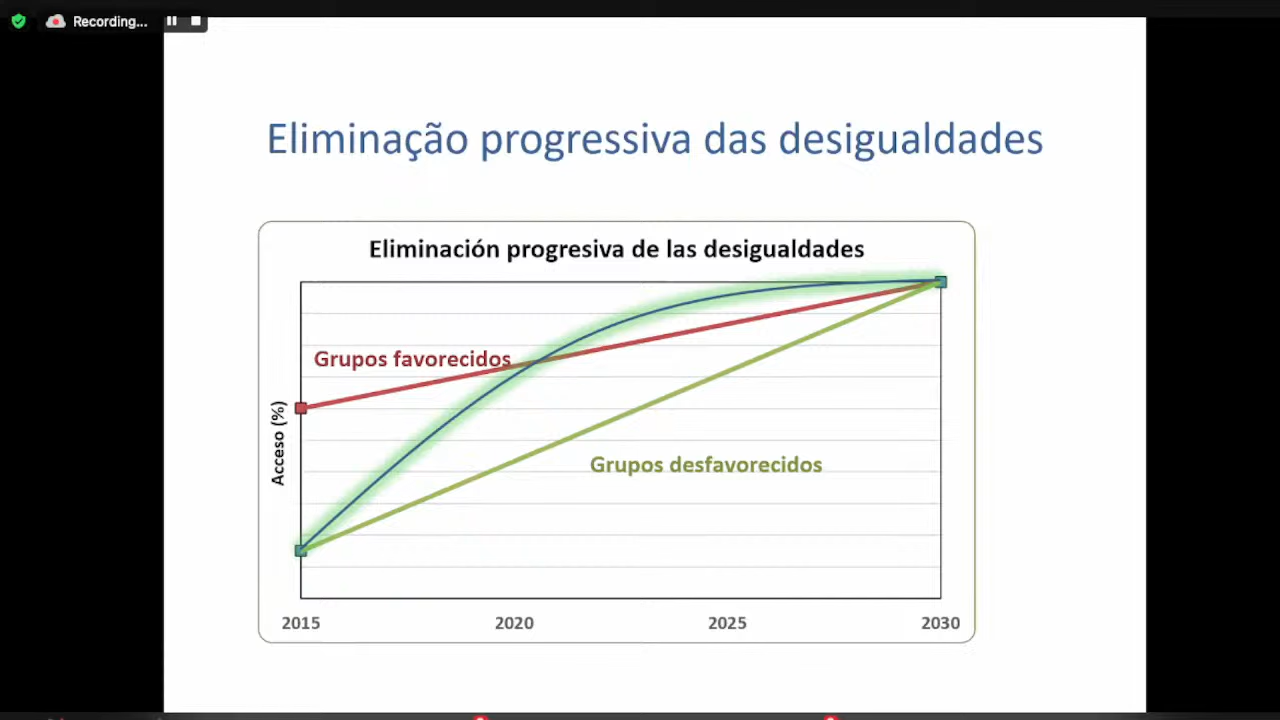 Recording...
Eliminação progressiva das desigualdades
Eliminación progresiva de las desigualdades
Grupos favorecidos
Acceso (%)
Grupos desfavorecidos
2015 2020 2025 2030